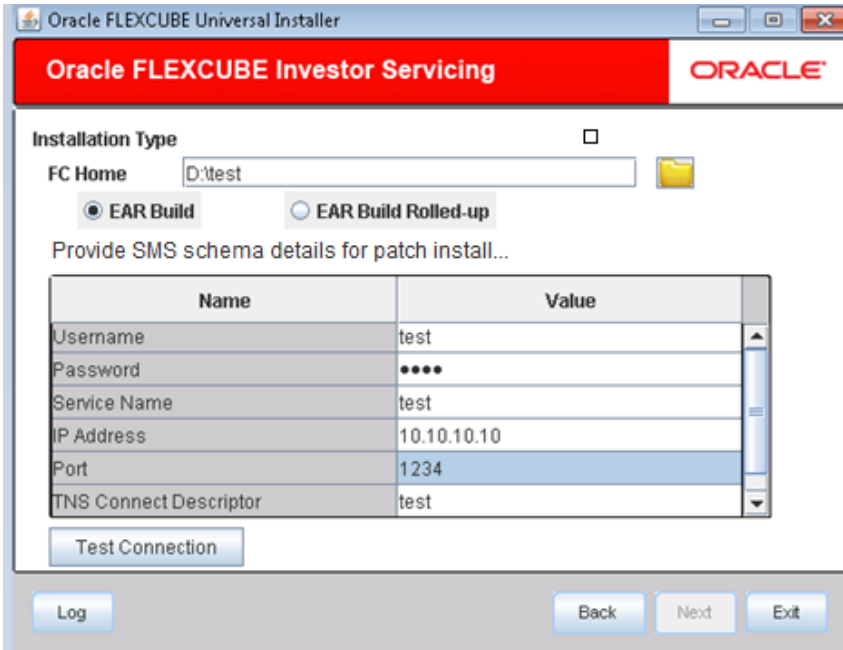 Oracle FLEXCUBE Universal Installer
Oracle FLEXCUBE Investor Servicing ORACLE®
Installation Type
FC Home D:\test
EAR Build EAR Build Rolled-up
Provide SMS schema details for patch install...
Name Value
Username test
Password ••••
Service Name test
IP Address 10.10.10.10
Port 1234
TNS Connect Descriptor test
Test Connection
Log Back Next Exit